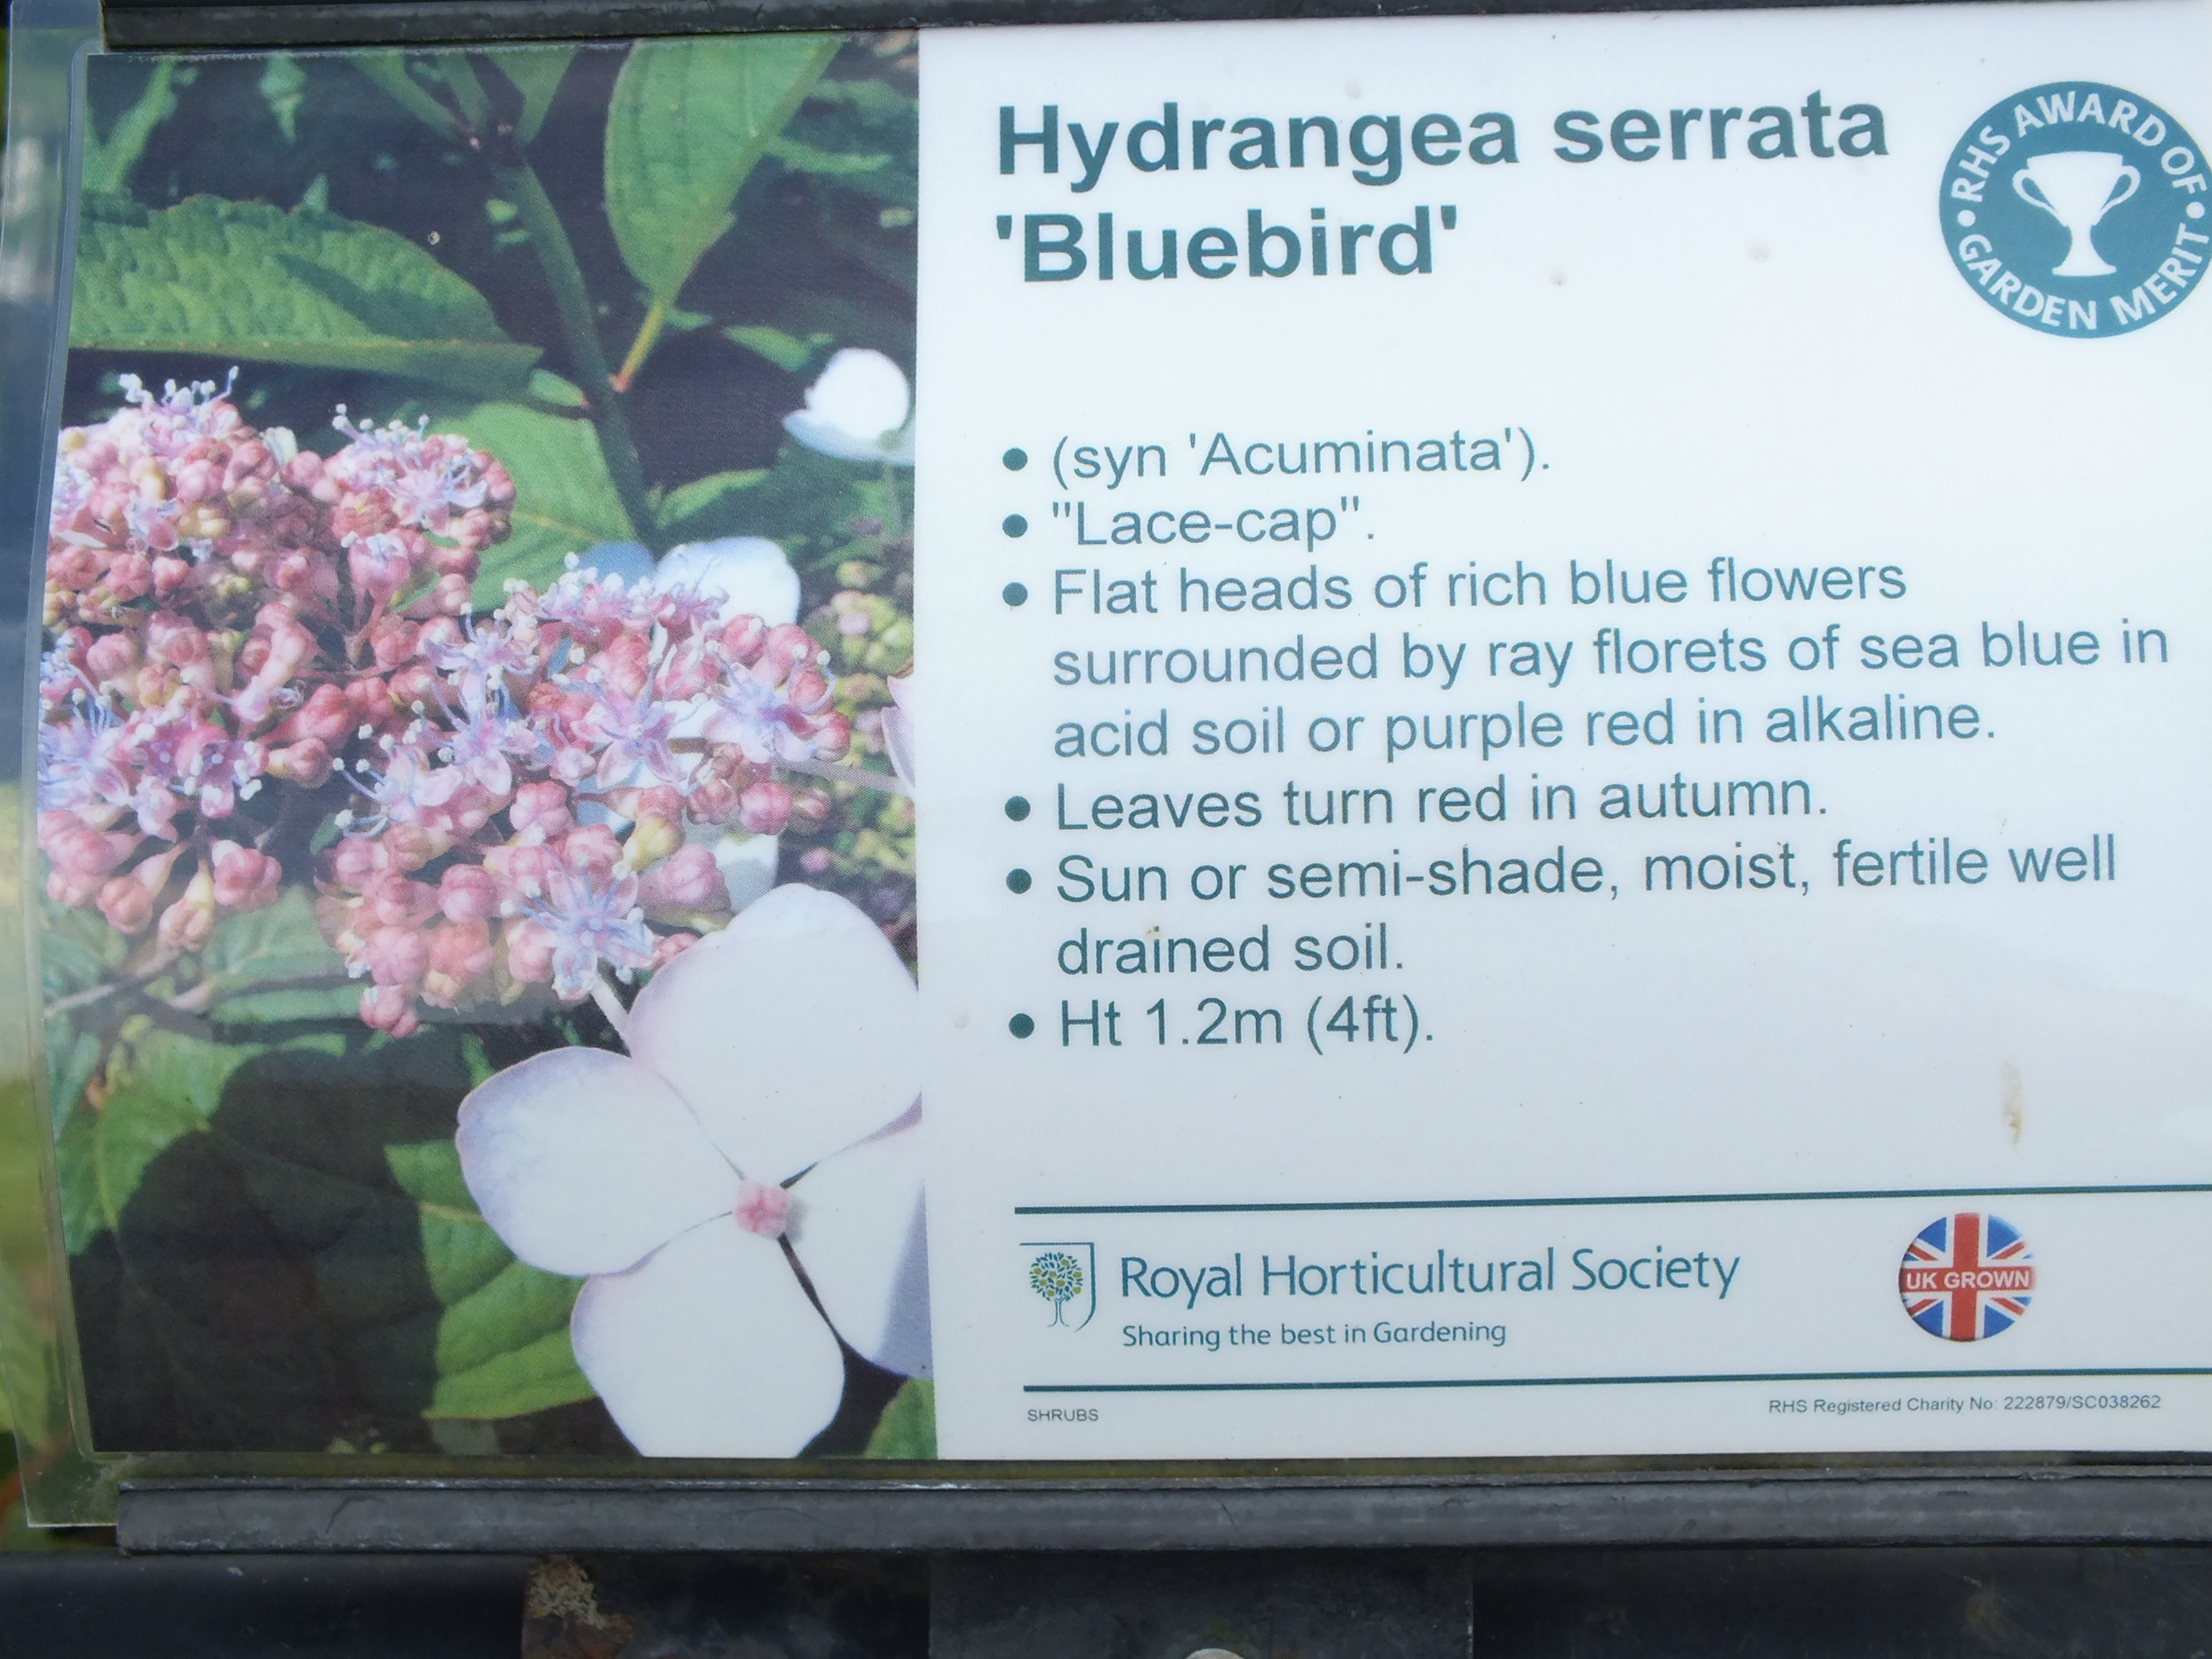 Hydrangea serrata
'Bluebird'
RHS AWARD OF
GARDEN MERIT
• (syn 'Acuminata').
• "Lace-cap".
• Flat heads of rich blue flowers
surrounded by ray florets of sea blue in
acid soil or purple red in alkaline.
• Leaves turn red in autumn.
• Sun or semi-shade, moist, fertile well
drained soil.
• Ht 1.2m (4ft).
Royal Horticultural Society
Sharing the best in Gardening
UK GROWN
SHRUBS
RHS Registered Charity No: 222879/SC038262